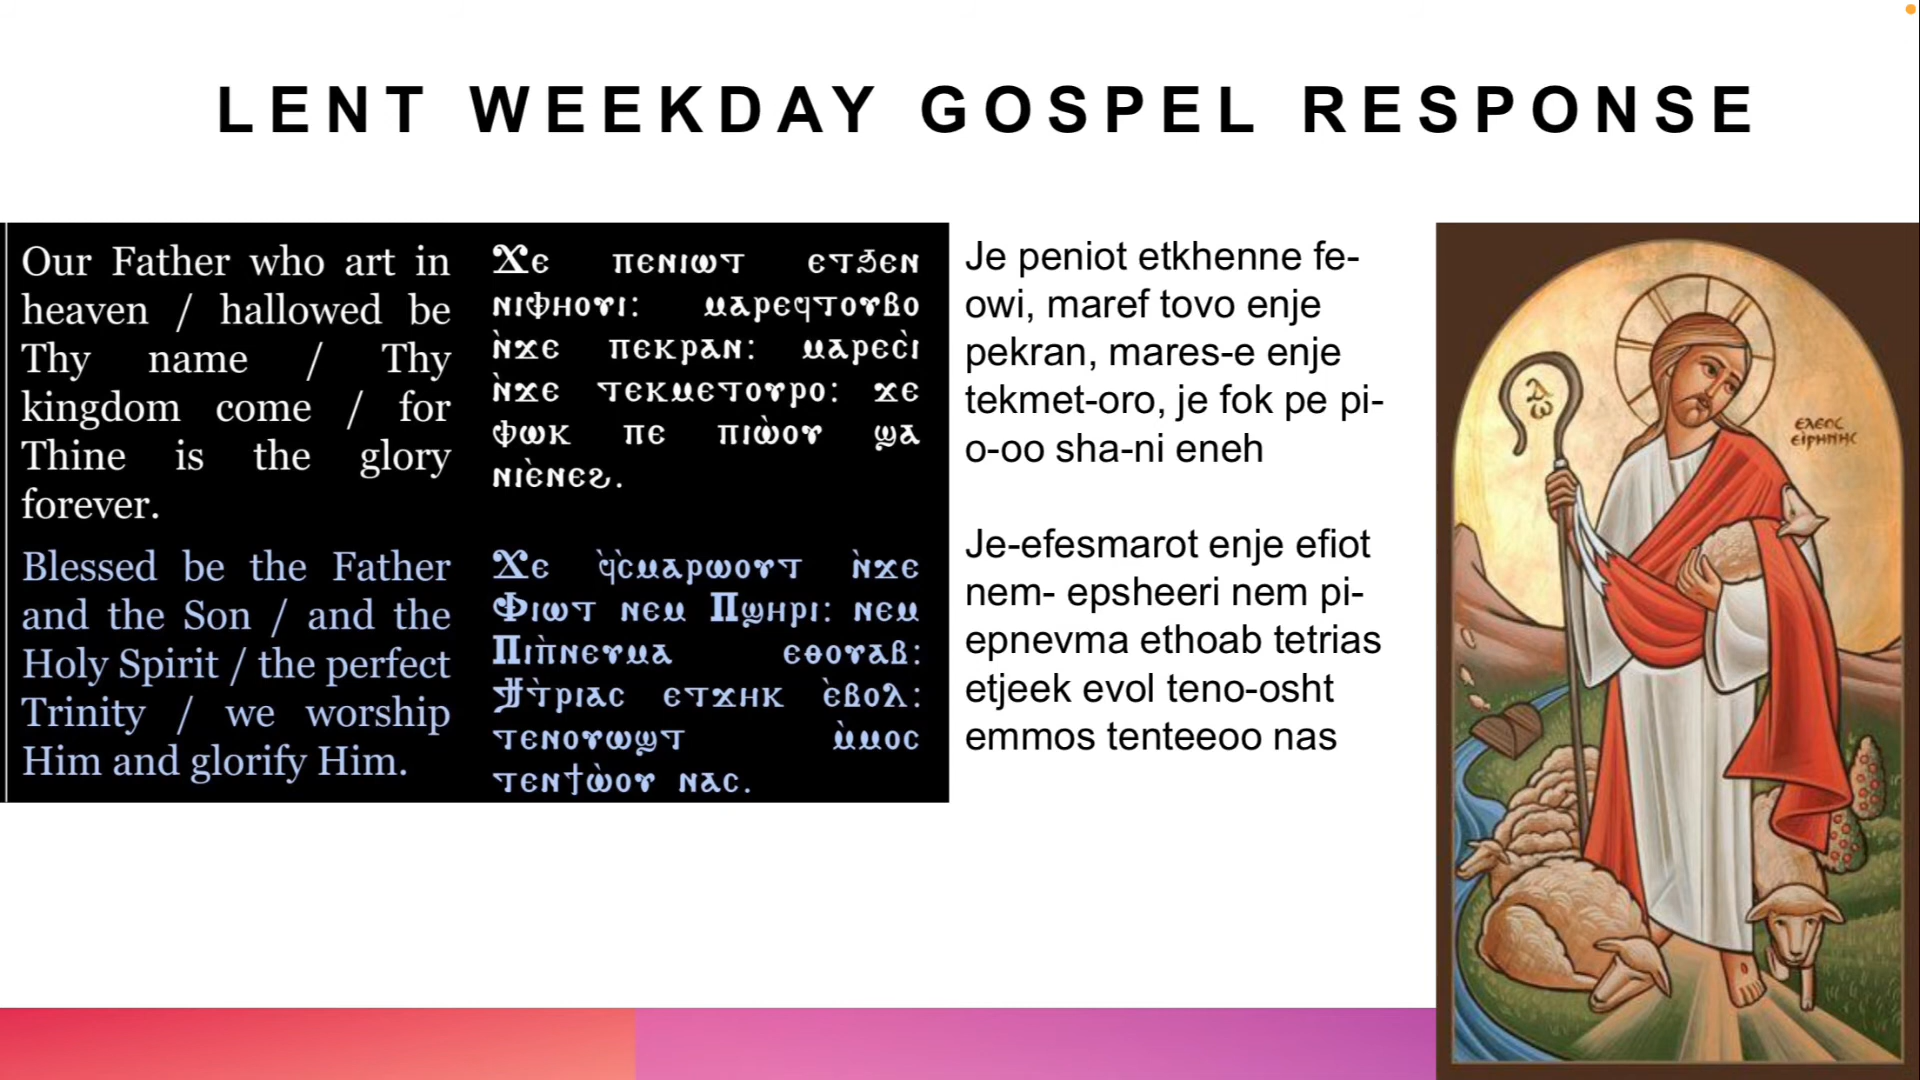 LENT WEEKDAY GOSPEL RESPONSE
Our Father who art in
heaven / hallowed be
Thy name / Thy
kingdom come / for
Thine is the glory
forever.
Blessed be the Father
and the Son / and the
Holy Spirit / the perfect
Trinity / we worship
Him and glorify Him.
Ϫⲉ ⲡⲉⲛⲓⲱⲧ ⲉⲧϧⲉⲛ
ⲛⲓⲫⲏⲟⲩⲓ: ⲙⲁⲣⲉϥⲧⲟⲩⲃⲟ
ⲛ̀ϫⲉ ⲡⲉⲕⲣⲁⲛ: ⲙⲁⲣⲉⲥ̀ⲓ
ⲛ̀ϫⲉ ⲧⲉⲕⲙⲉⲧⲟⲩⲣⲟ: ϫⲉ
ⲫⲱⲕ ⲡⲉ ⲡⲓⲱ̀ⲟⲩ ϣⲁ
ⲛⲓⲉ̀ⲛⲉϩ.
Ϫⲉ ϥ̀ⲥ̀ⲙⲁⲣⲱⲟⲩⲧ ⲛ̀ϫⲉ
Ⲫⲓⲱⲧ ⲛⲉⲙ Ⲡϣⲏⲣⲓ: ⲛⲉⲙ
Ⲡⲓⲡ̀ⲛⲉⲩⲙⲁ ⲉⲑⲟⲩⲁⲃ:
Ϯⲧ̀ⲣⲓⲁⲥ ⲉⲧϫⲏⲕ ⲉ̀ⲃⲟⲗ:
ⲧⲉⲛⲟⲩⲱϣⲧ ⲙ̀ⲙⲟⲥ
ⲧⲉⲛϯⲱ̀ⲟⲩ ⲛⲁⲥ.
Je peniot etkhenne fe-
owi, maref tovo enje
pekran, mares-e enje
tekmet-oro, je fok pe pi-
o-oo sha-ni eneh
Je-efesmarot enje efiot
nem- epsheeri nem pi-
epnevma ethoab tetrias
etjeek evol teno-osht
emmos tenteeoo nas
ⲁ
ⲱ
ελεος
ειρηνης